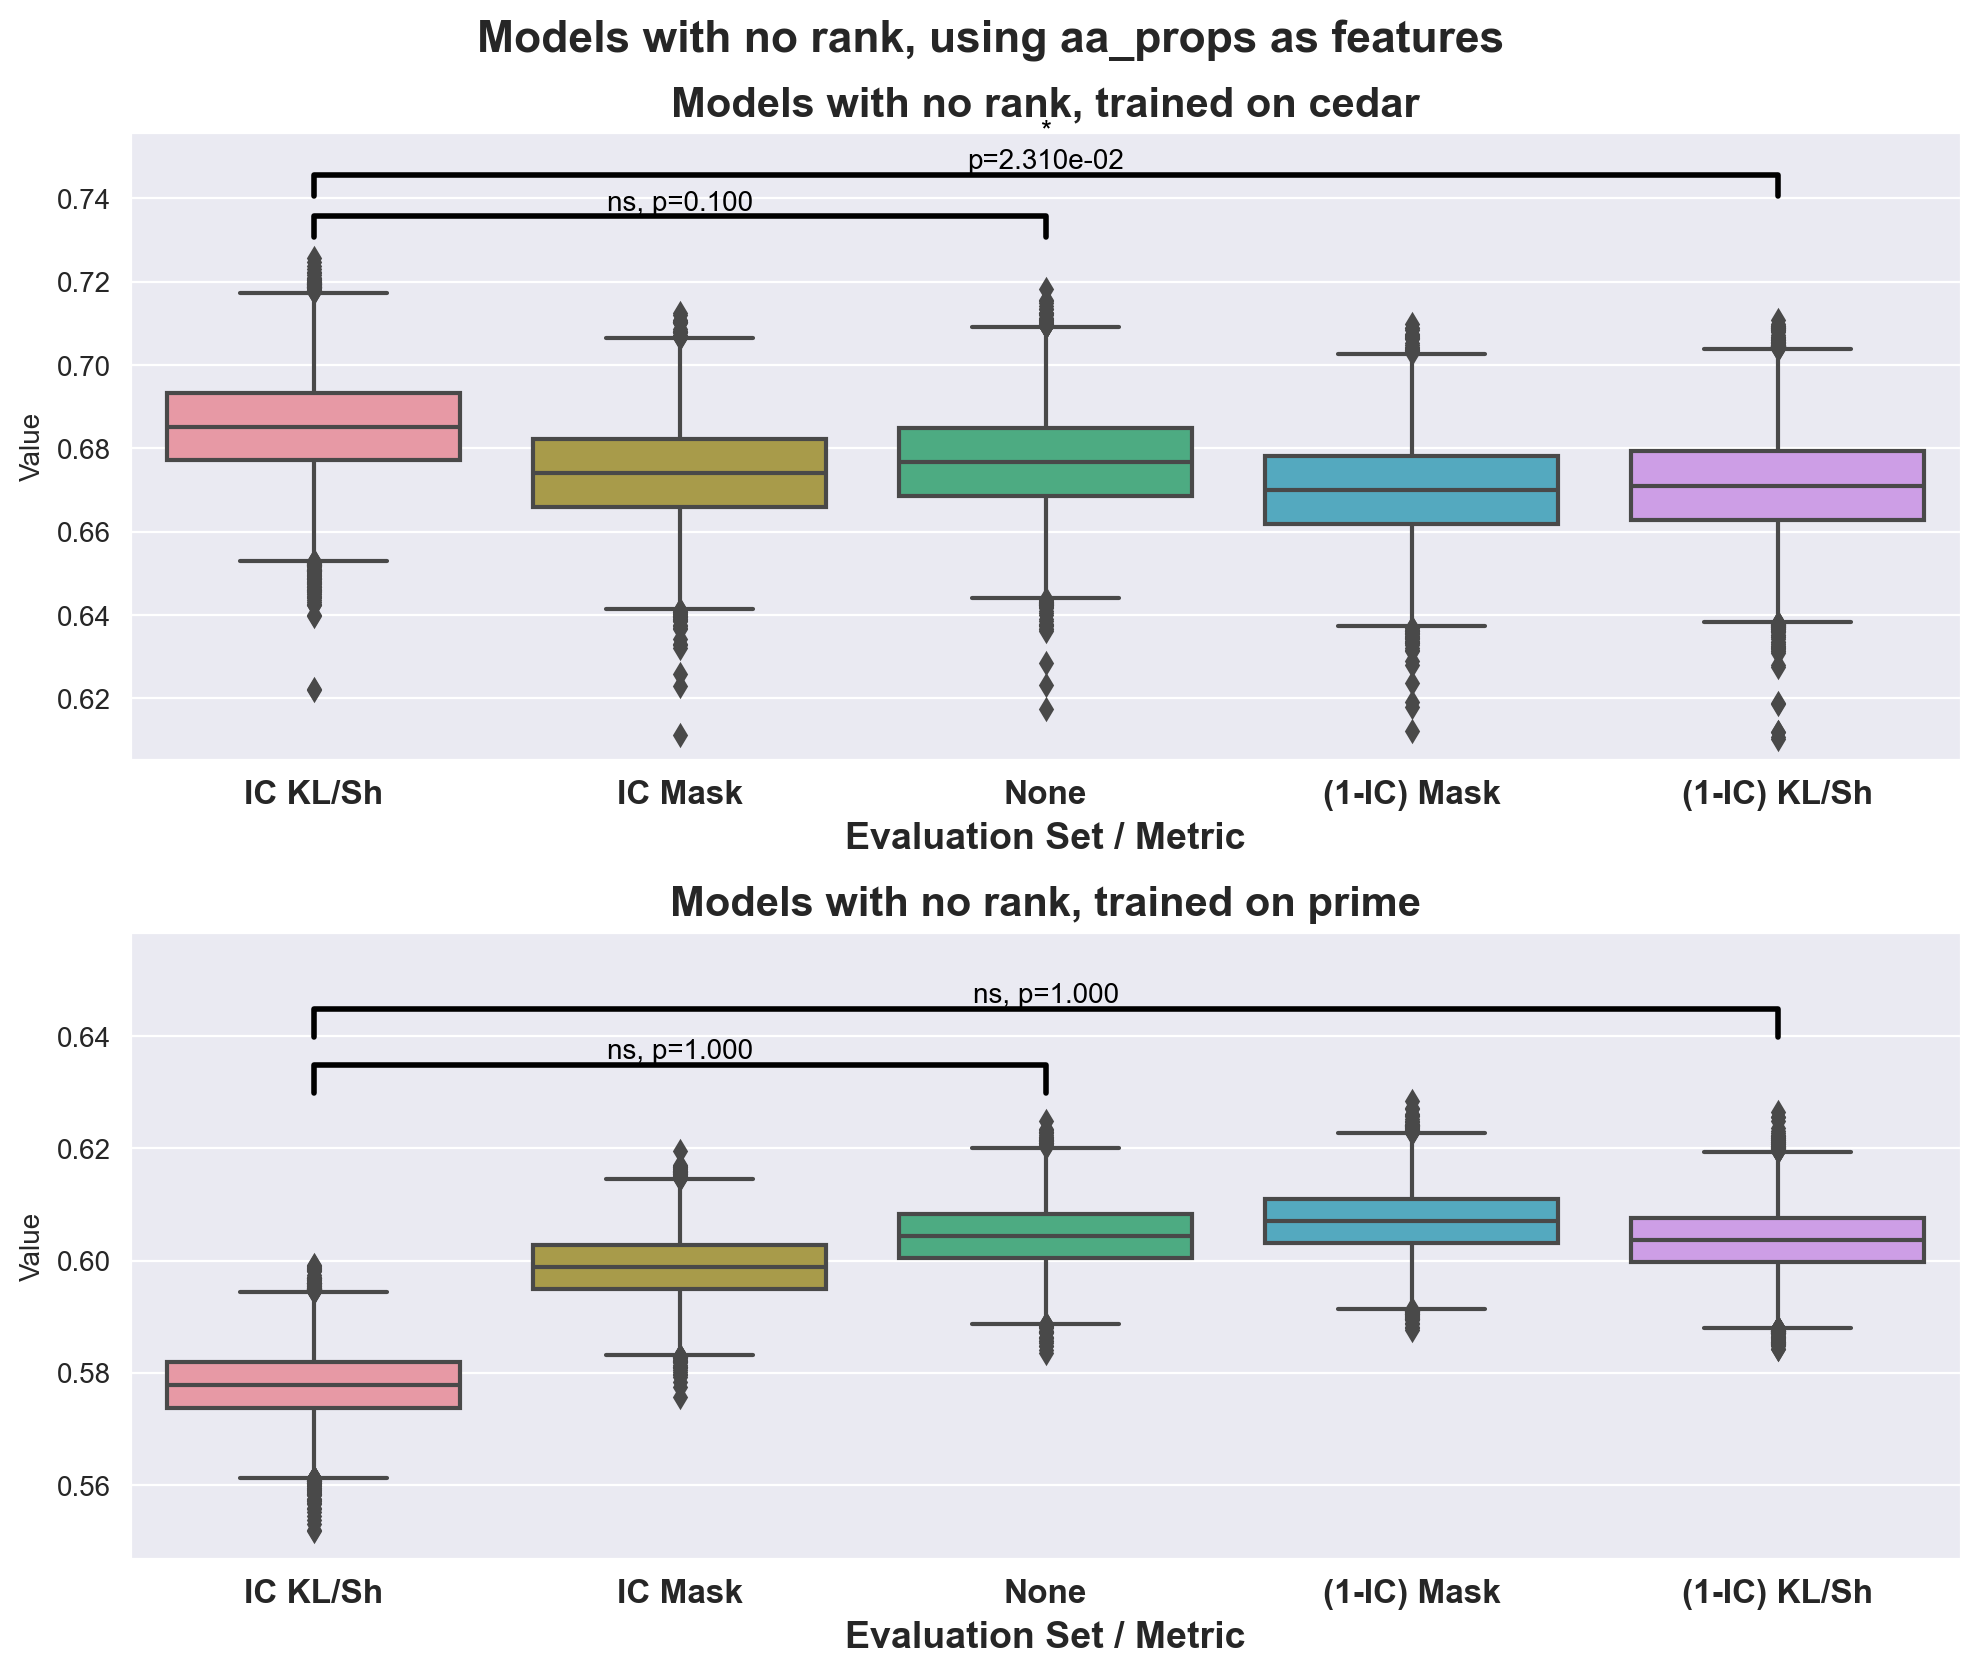 Models with no rank, using aa_props as features
Models with no rank, trained on cedar
*
p=2.310e-02
ns, p=0.100
Value
0.74
0.72
0.70
0.68
0.66
0.64
0.62
IC KL/Sh
IC Mask
None
(1-IC) Mask
(1-IC) KL/Sh
Evaluation Set / Metric
Models with no rank, trained on prime
ns, p=1.000
ns, p=1.000
Value
0.64
0.62
0.60
0.58
0.56
IC KL/Sh
IC Mask
None
(1-IC) Mask
(1-IC) KL/Sh
Evaluation Set / Metric